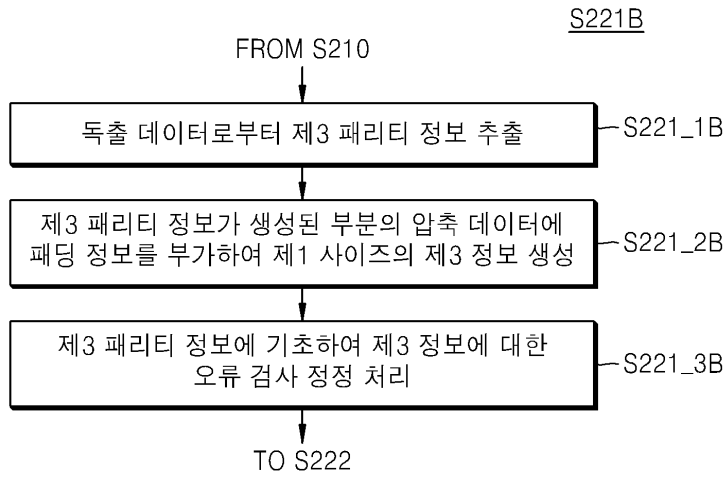 S221B
FROM S210
독출 데이터로부터 제3 패리티 정보 추출
S221_1B
제3 패리티 정보가 생성된 부분의 압축 데이터에
패딩 정보를 부가하여 제1 사이즈의 제3 정보 생성
S221_2B
제3 패리티 정보에 기초하여 제3 정보에 대한
오류 검사 정정 처리
S221_3B
TO S222